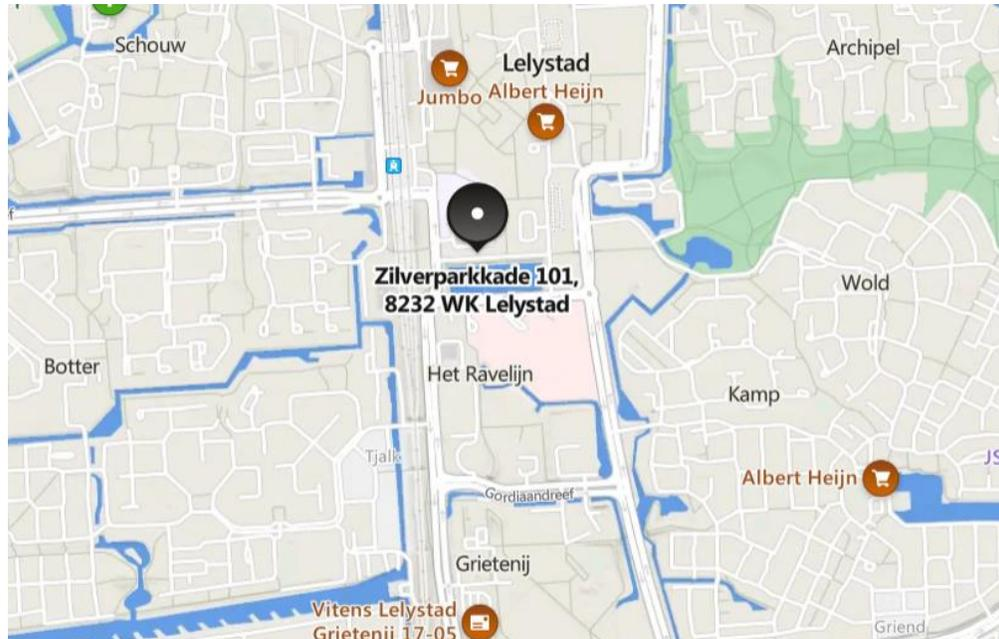 Schouw
Archipel
Lelystad
Jumbo
Albert Heijn
Zilverparkkade 101,
8232 WK Lelystad
Wold
Botter
Het Ravelijn
Kamp
Tjalk
Albert Heijn
JS
Gordiaandreef
Grietenij
Vitens Lelystad
Grietenij 17-05
Griend